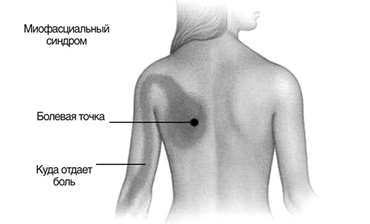 Миофасциальный
синдром
Болевая точка
Куда отдает
боль